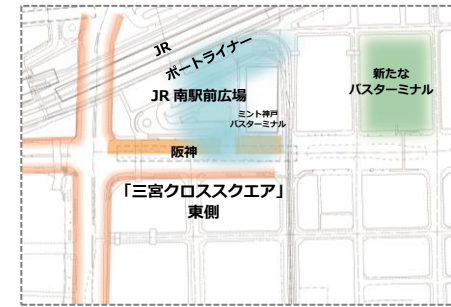 JR
ポートライナー
JR 南駅前広場
新たな
バスターミナル
ミント神戸
バスターミナル
阪神
「三宮クロススクエア」
東側